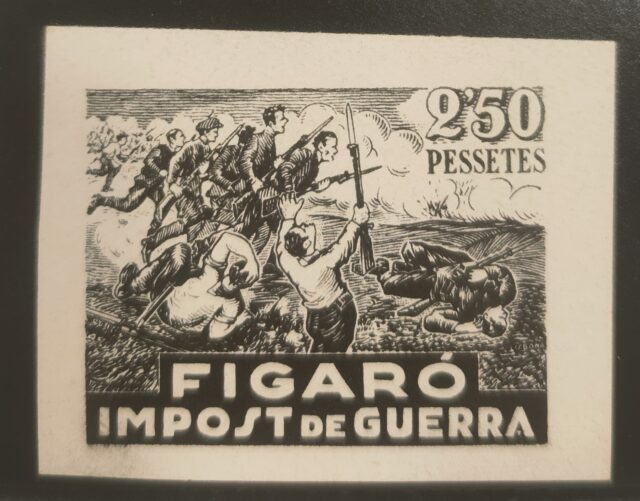 2'50
PESSETES
FIGARÓ
IMPOST DE GUERRA